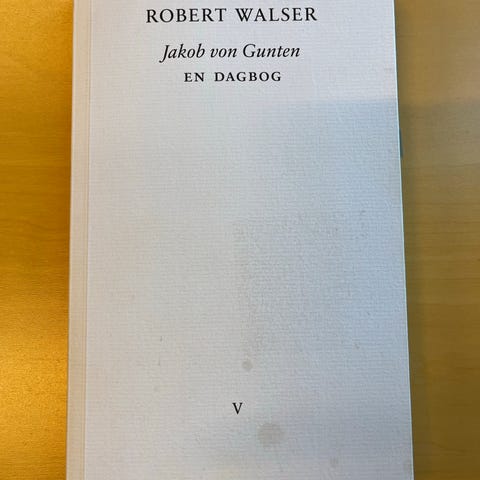 ROBERT WALSER
Jakob von Gunten
EN DAGBOG
V